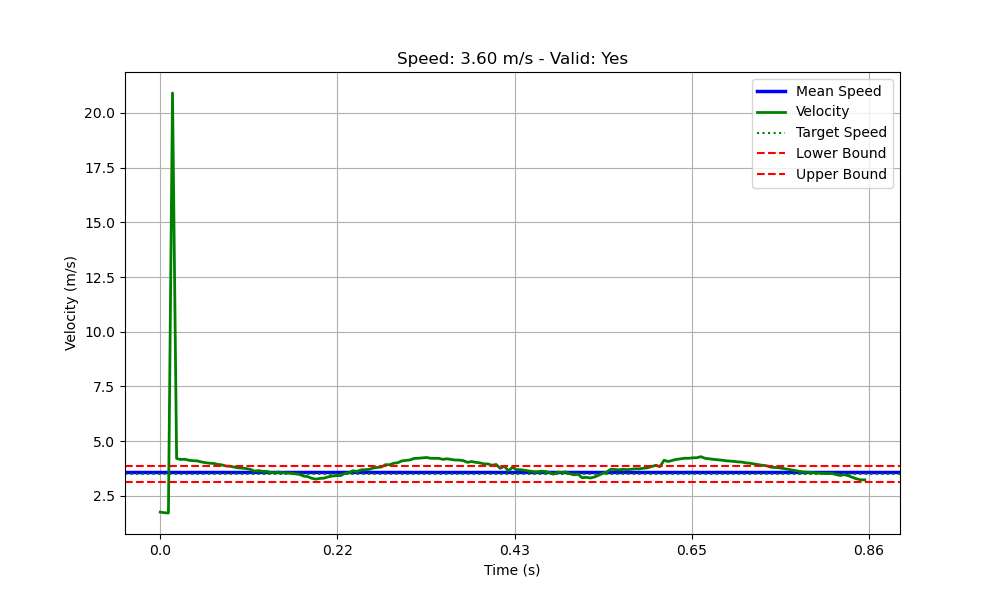 Speed: 3.60 m/s - Valid: Yes
Mean Speed
Velocity
Target Speed
Lower Bound
Upper Bound
20.0
17.5
15.0
12.5
10.0
7.5
5.0
2.5
Velocity (m/s)
0.0 0.22 0.43 0.65 0.86
Time (s)